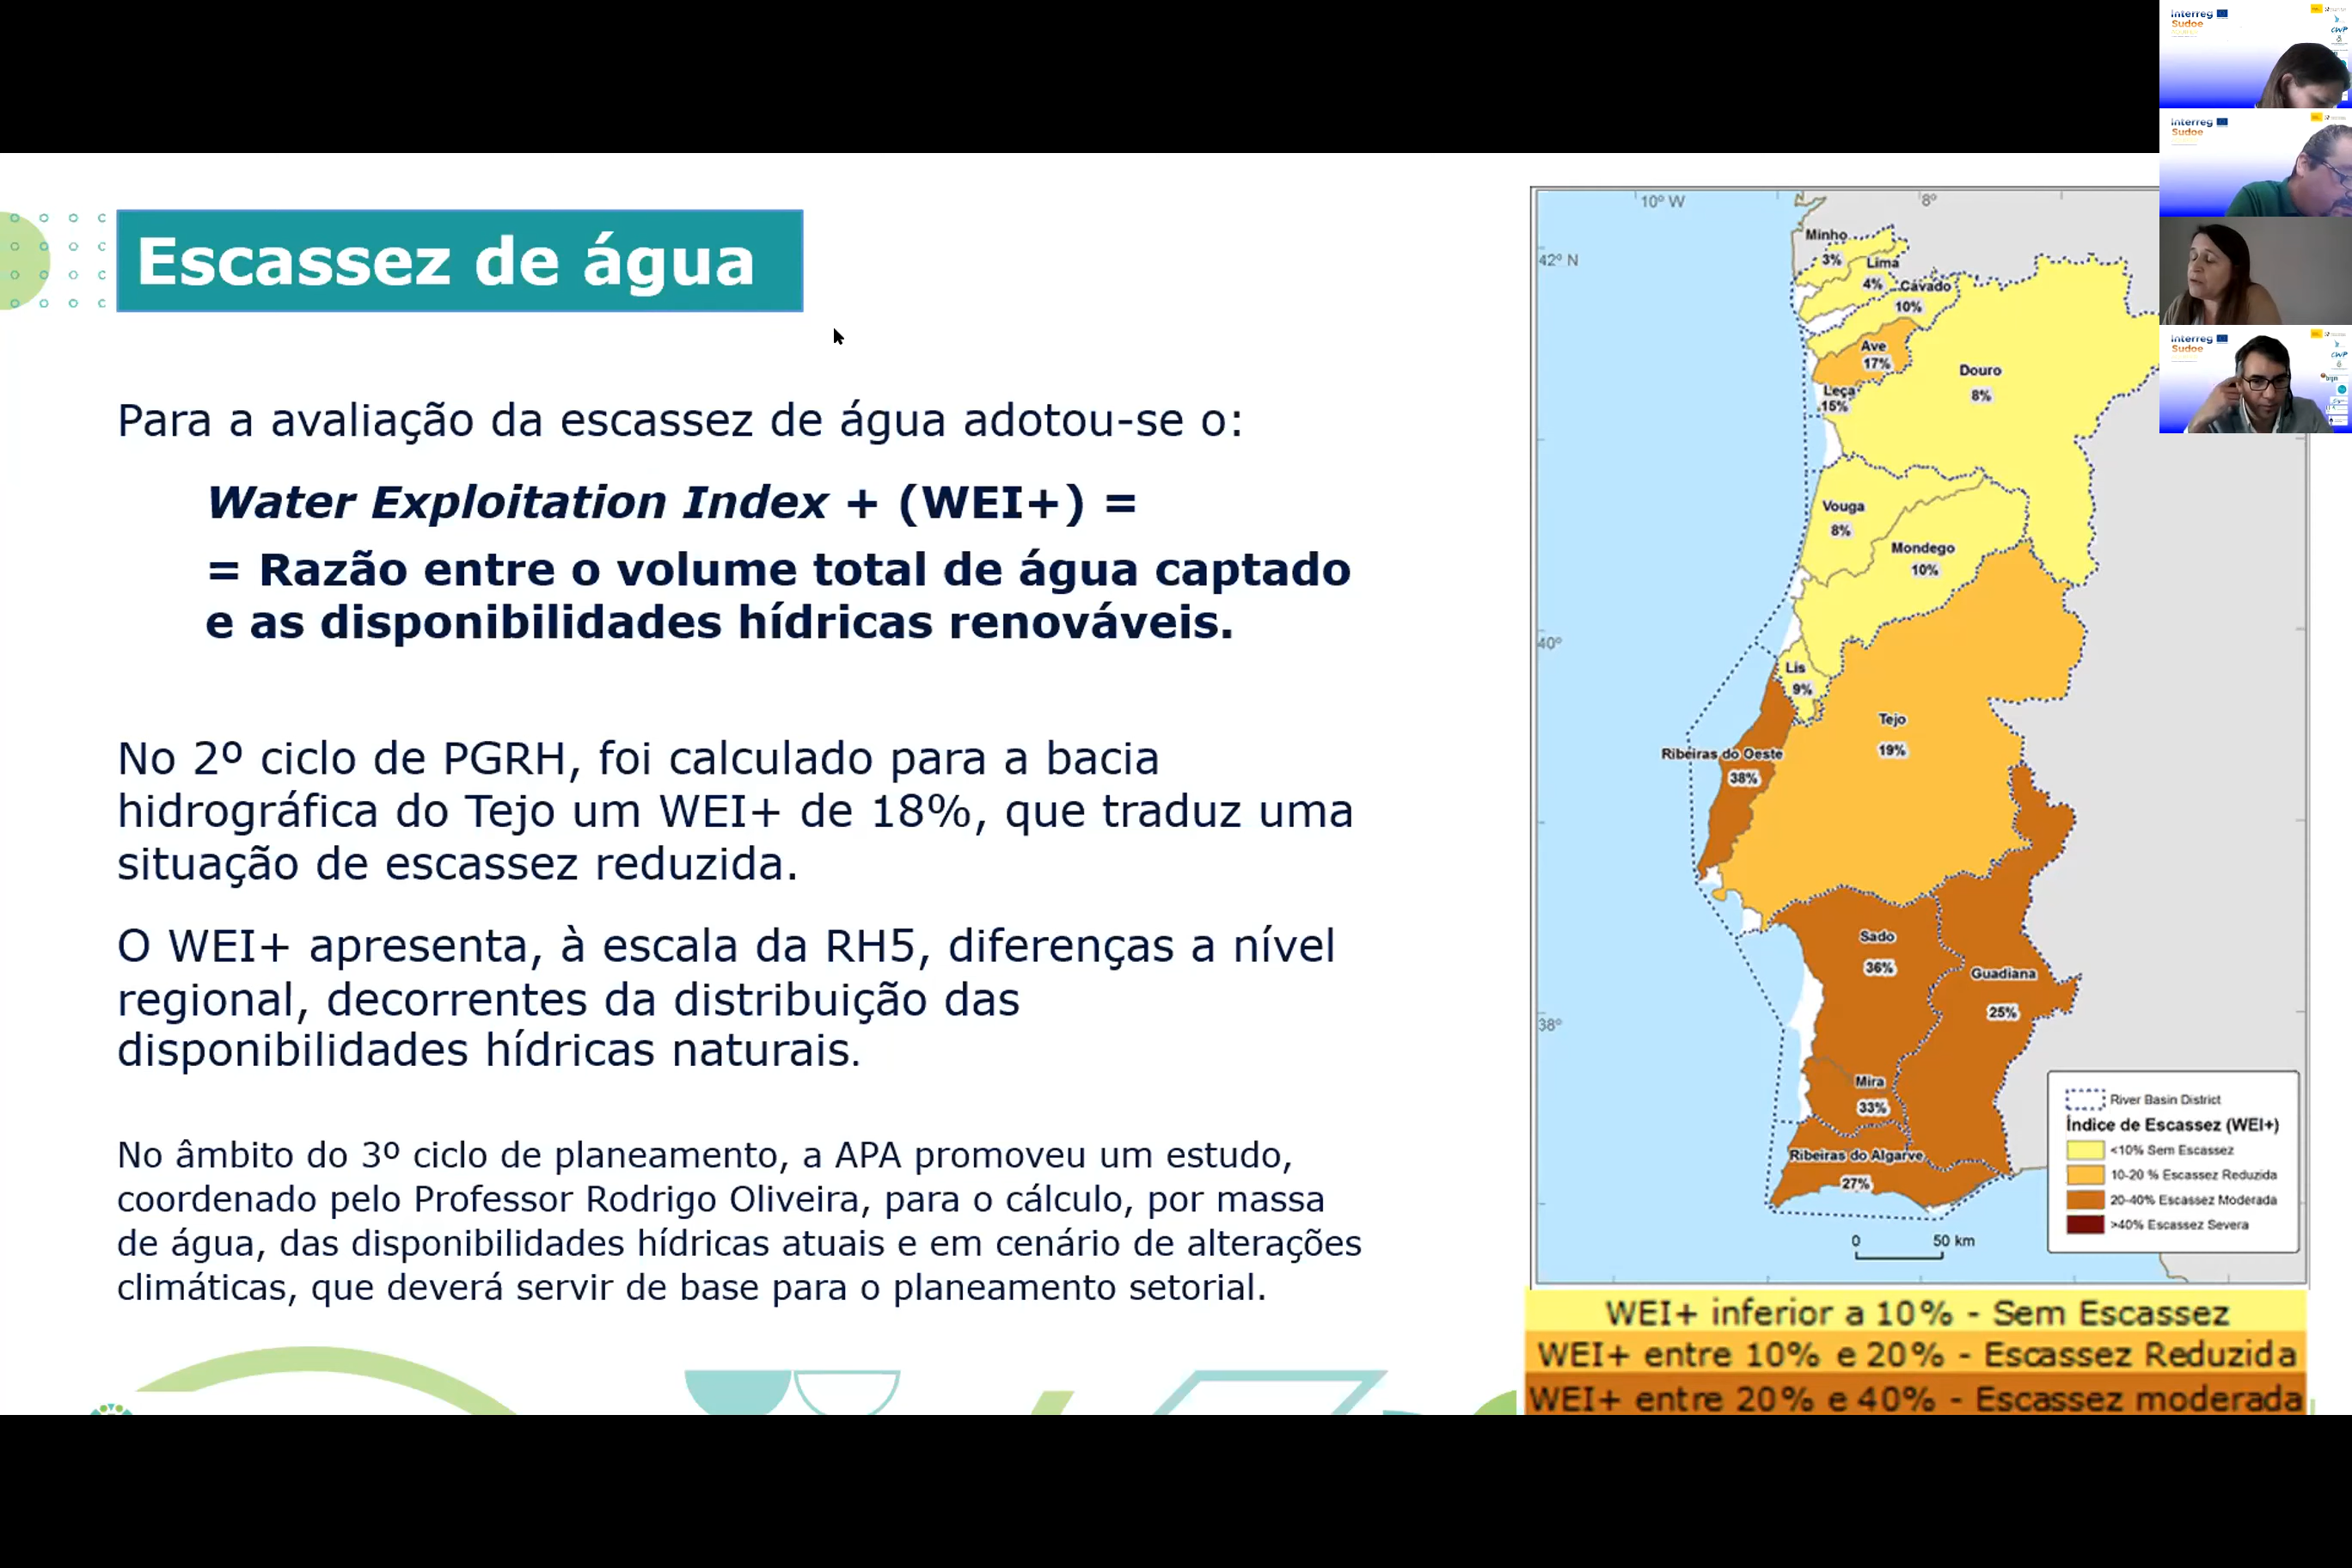 Escassez de água
Para a avaliação da escassez de água adotou-se o:
Water Exploitation Index + (WEI+) =
= Razão entre o volume total de água captado
e as disponibilidades hídricas renováveis.
No 2º ciclo de PGRH, foi calculado para a bacia
hidrográfica do Tejo um WEI+ de 18%, que traduz uma
situação de escassez reduzida.
O WEI+ apresenta, à escala da RH5, diferenças a nível
regional, decorrentes da distribuição das
disponibilidades hídricas naturais.
No âmbito do 3º ciclo de planeamento, a APA promoveu um estudo,
coordenado pelo Professor Rodrigo Oliveira, para o cálculo, por massa
de água, das disponibilidades hídricas atuais e em cenário de alterações
climáticas, que deverá servir de base para o planeamento setorial.
10º W
8º
42º N
40º
38º
Minho
3%
Lima
4%
Cávado
10%
Ave
17%
Leça
15%
Douro
8%
Vouga
8%
Mondego
10%
Lis
9%
Tejo
19%
Ribeiras do Oeste
38%
Sado
36%
Guadiana
25%
Mira
33%
Ribeiras do Algarve
27%
0 50 km
River Basin District
Índice de Escassez (WEI+)
<10% Sem Escassez
10-20 % Escassez Reduzida
20-40% Escassez Moderada
>40% Escassez Severa
WEI+ inferior a 10% - Sem Escassez
WEI+ entre 10% e 20% - Escassez Reduzida
WEI+ entre 20% e 40% - Escassez moderada
Interreg
Sudoe
CWP
Interreg
Sudoe
Interreg
Sudoe
CWP
brgm